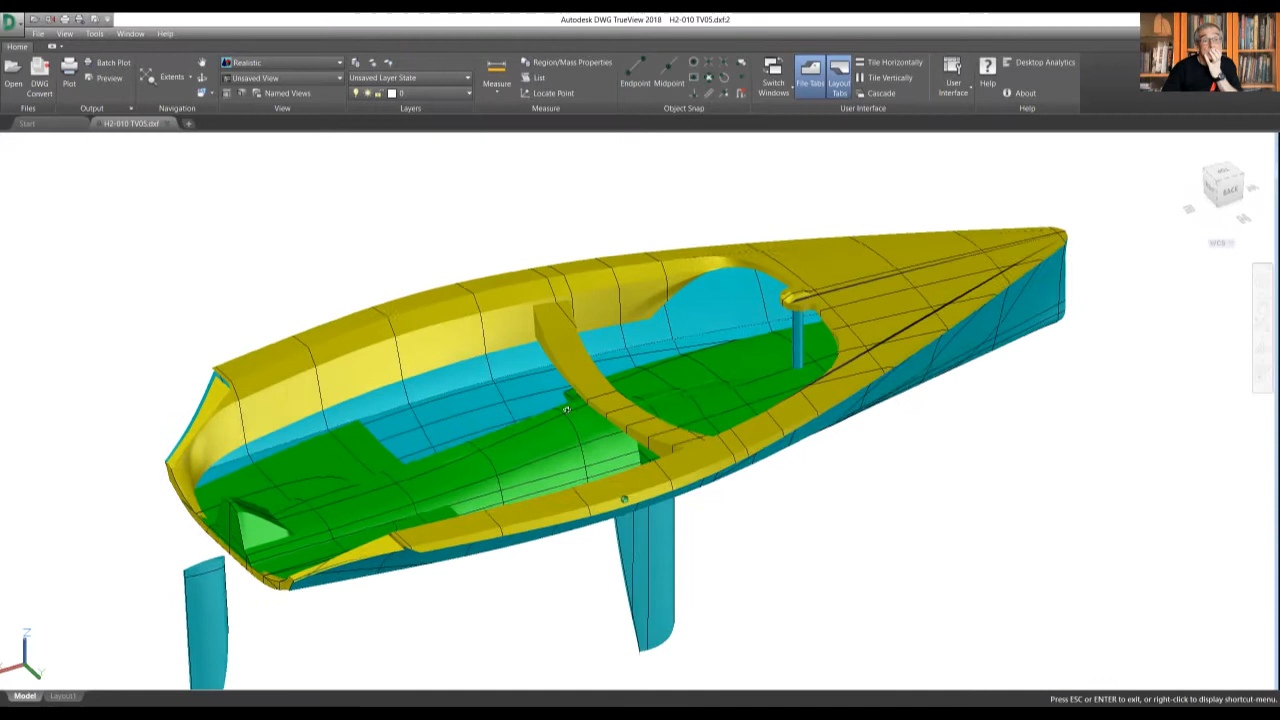 Autodesk DWG TrueView 2018 H2-010 TV05.dxf:2
File View Tools Window Help
Home
Open
DWG Convert
Files
Plot
Batch Plot
Preview
Output
Extents
Navigation
Realistic
Unsaved View
Named Views
View
Unsaved Layer State
0
Layers
Measure
Region/Mass Properties
List
Locate Point
Measure
Endpoint
Midpoint
Object Snap
Switch Windows
File Tabs
Layout Tabs
Tile Horizontally
Tile Vertically
Cascade
User Interface
User Interface
Help
Desktop Analytics
About
Help
Start
H2-010 TV05.dxf
BACK
WCS
Z
Model
Layout1
Press ESC or ENTER to exit, or right-click to display shortcut-menu.